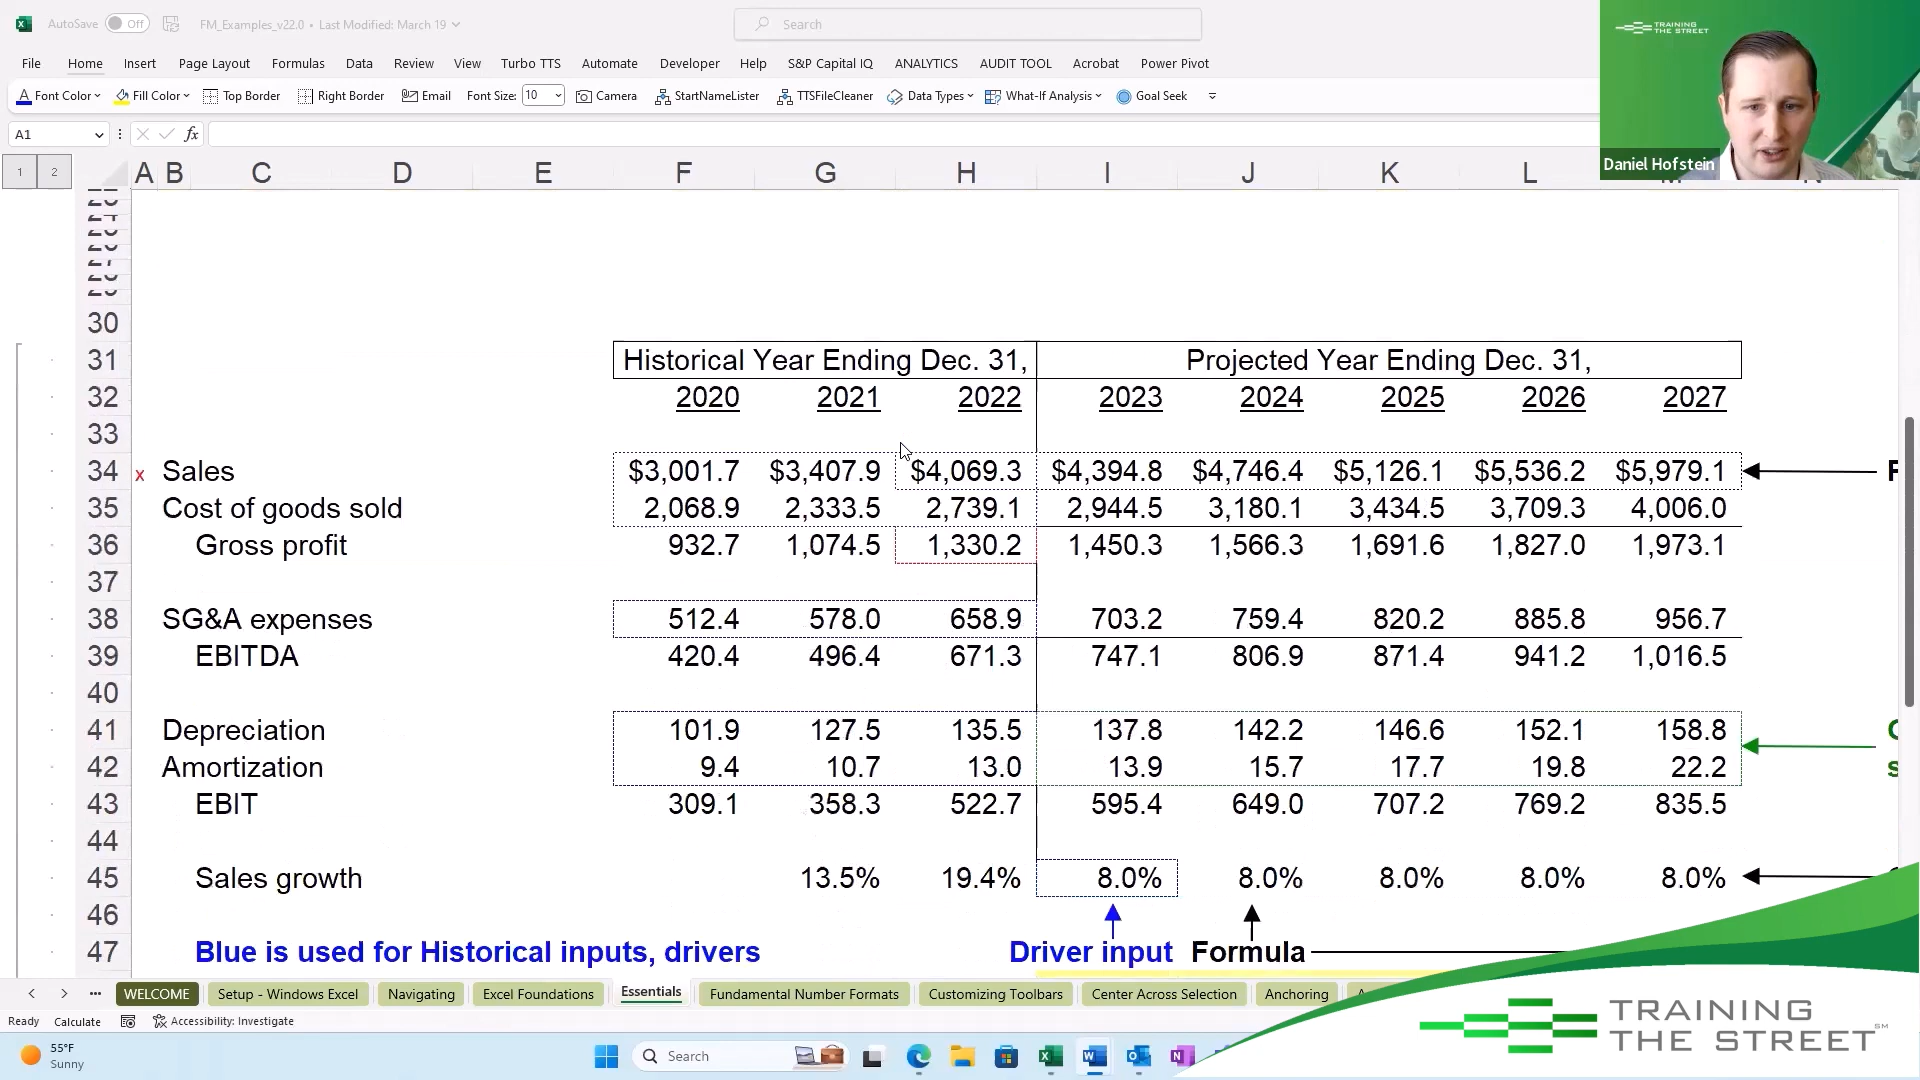 AutoSave Off FM_Examples_v22.0 • Last Modified: March 19 Search
TRAINING THE STREET
File Home Insert Page Layout Formulas Data Review View Turbo TTS Automate Developer Help S&P Capital IQ ANALYTICS AUDIT TOOL Acrobat Power Pivot
Font Color Fill Color Top Border Right Border Email Font Size: 10 Camera StartNameLister TTSFileCleaner Data Types What-If Analysis Goal Seek
A1 fx
Daniel Hofstein
1 2 A B C D E F G H I J K L M N
30
31 Historical Year Ending Dec. 31, Projected Year Ending Dec. 31,
32 2020 2021 2022 2023 2024 2025 2026 2027
33
34 x Sales $3,001.7 $3,407.9 $4,069.3 $4,394.8 $4,746.4 $5,126.1 $5,536.2 $5,979.1
35 Cost of goods sold 2,068.9 2,333.5 2,739.1 2,944.5 3,180.1 3,434.5 3,709.3 4,006.0
36 Gross profit 932.7 1,074.5 1,330.2 1,450.3 1,566.3 1,691.6 1,827.0 1,973.1
37
38 SG&A expenses 512.4 578.0 658.9 703.2 759.4 820.2 885.8 956.7
39 EBITDA 420.4 496.4 671.3 747.1 806.9 871.4 941.2 1,016.5
40
41 Depreciation 101.9 127.5 135.5 137.8 142.2 146.6 152.1 158.8
42 Amortization 9.4 10.7 13.0 13.9 15.7 17.7 19.8 22.2
43 EBIT 309.1 358.3 522.7 595.4 649.0 707.2 769.2 835.5
44
45 Sales growth 13.5% 19.4% 8.0% 8.0% 8.0% 8.0% 8.0%
46
47 Blue is used for Historical inputs, drivers Driver input Formula
WELCOME Setup - Windows Excel Navigating Excel Foundations Essentials Fundamental Number Formats Customizing Toolbars Center Across Selection Anchoring
Ready Calculate Accessibility: Investigate
55°F
Sunny
Search
TRAINING
THE STREET SM